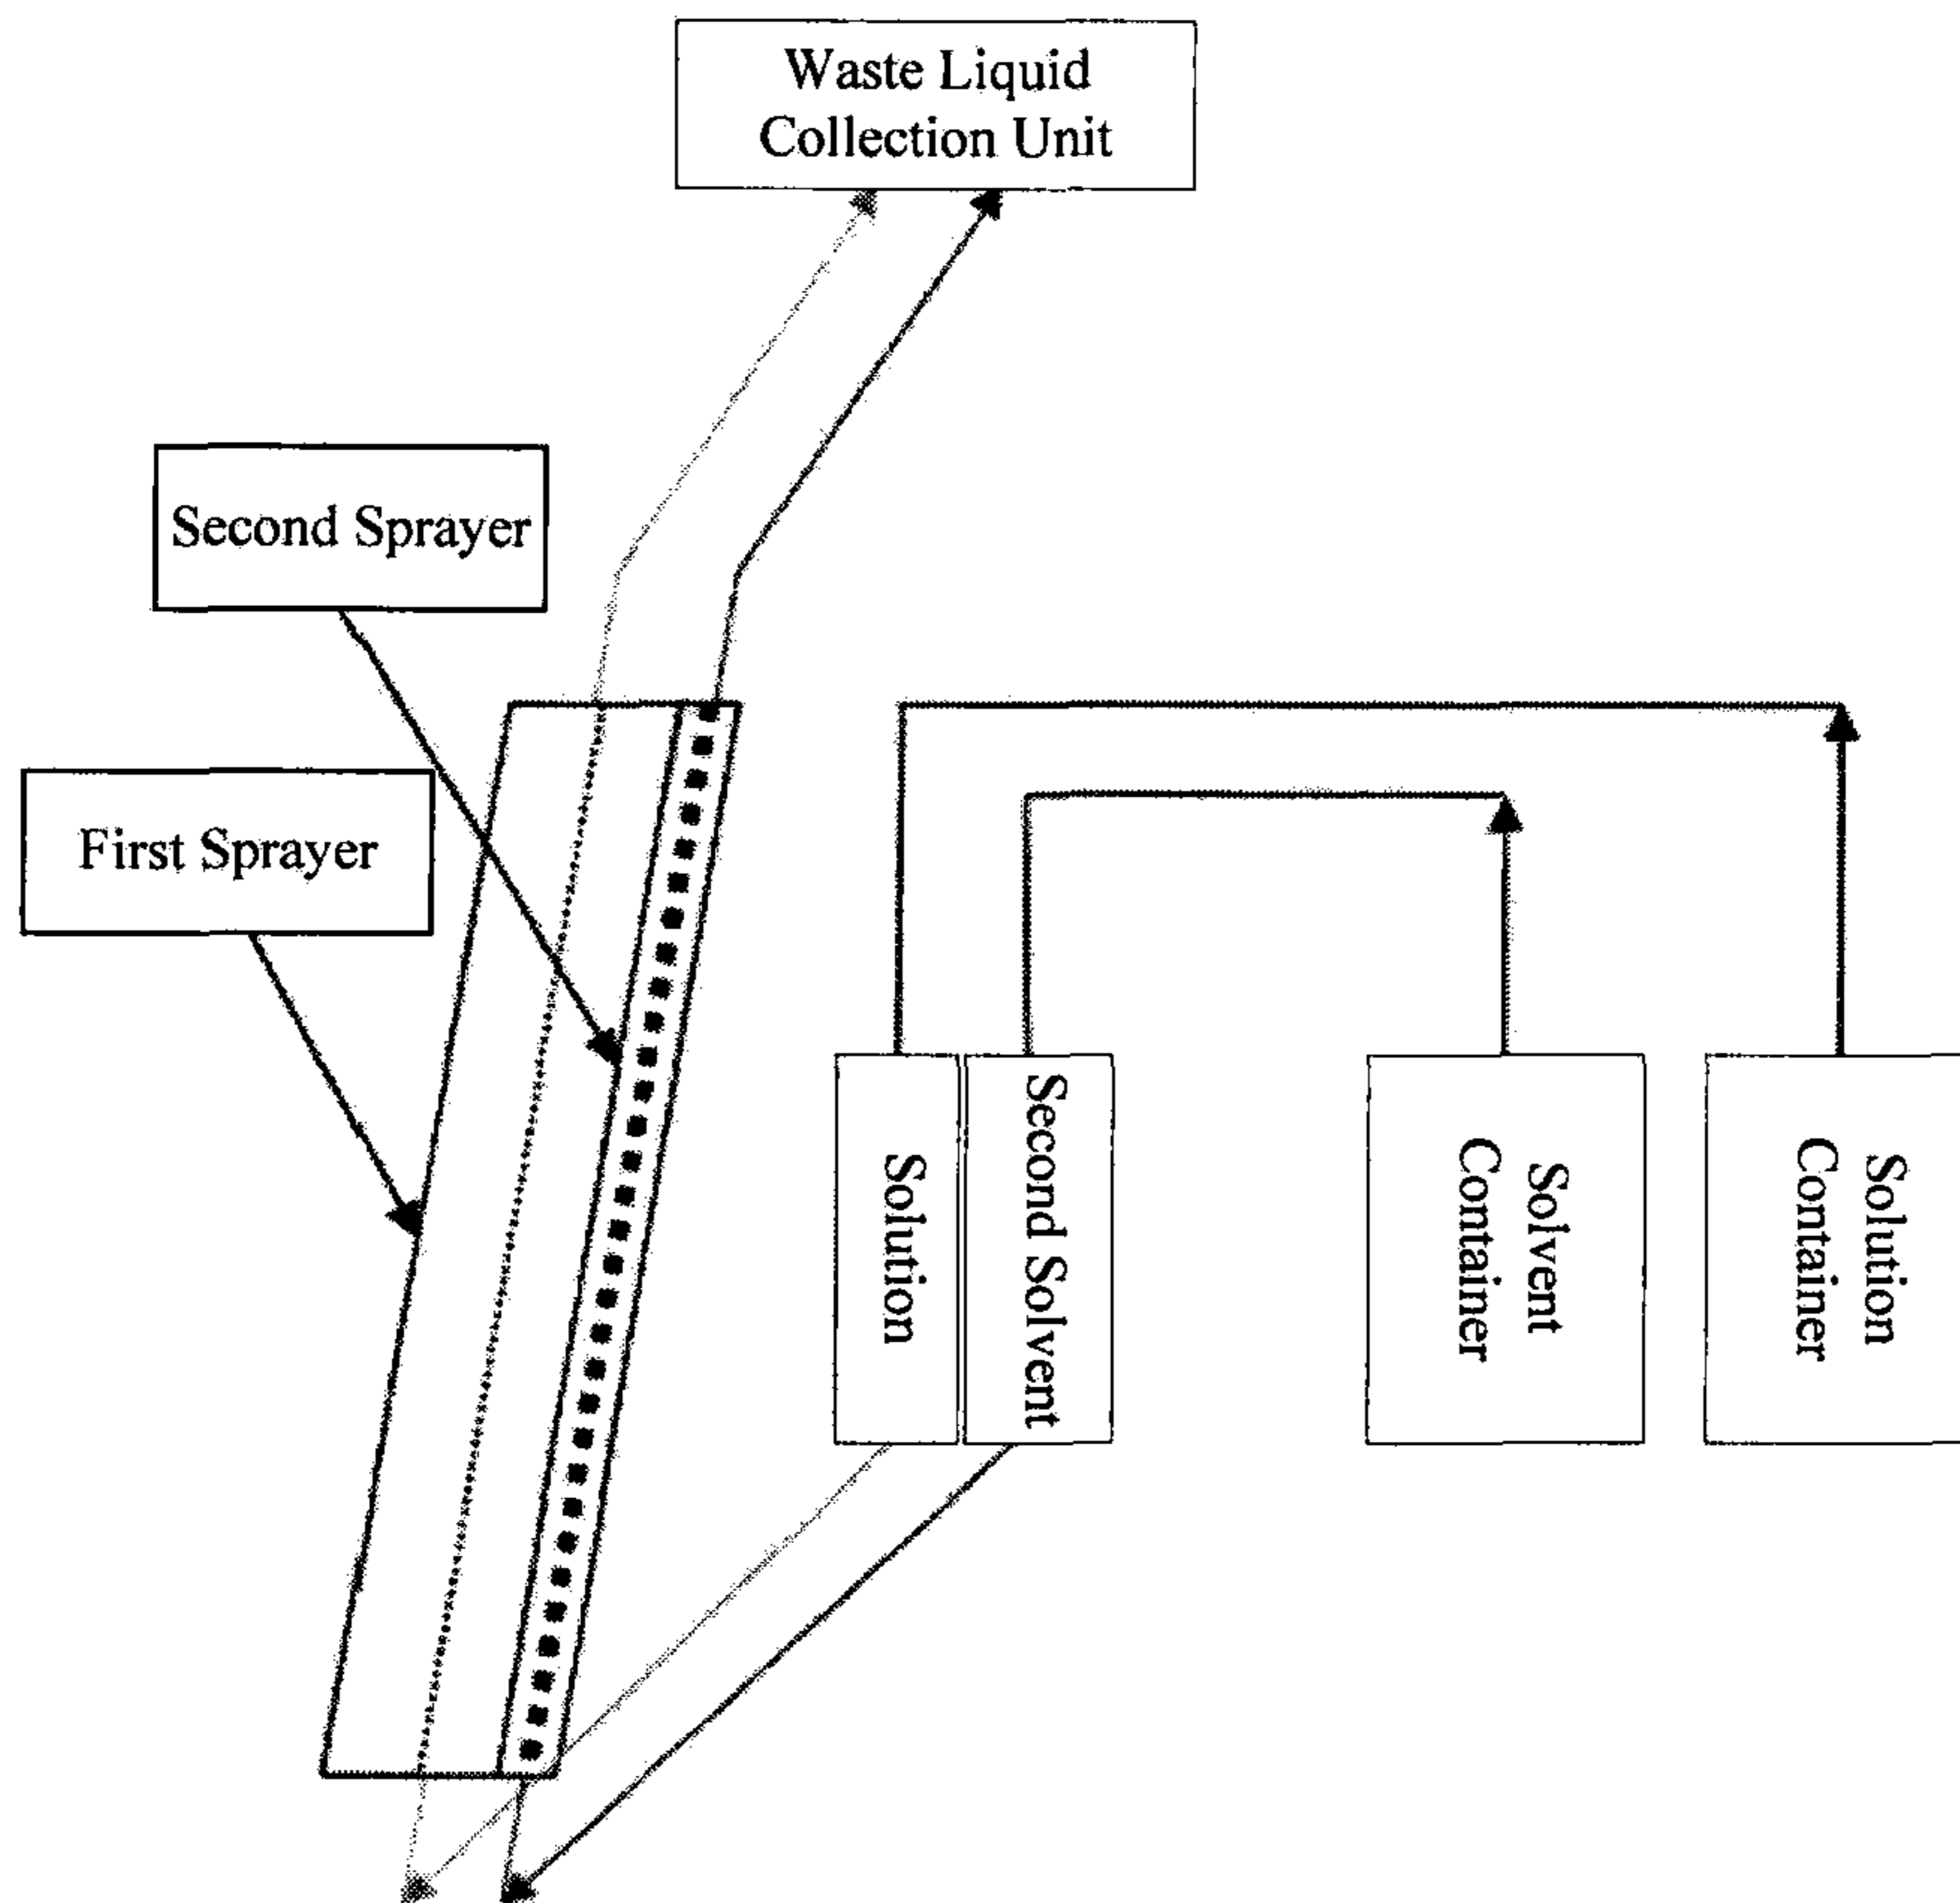 Waste Liquid
Collection Unit
Second Sprayer
First Sprayer
Solution
Second Solvent
Solvent
Container
Solution
Container